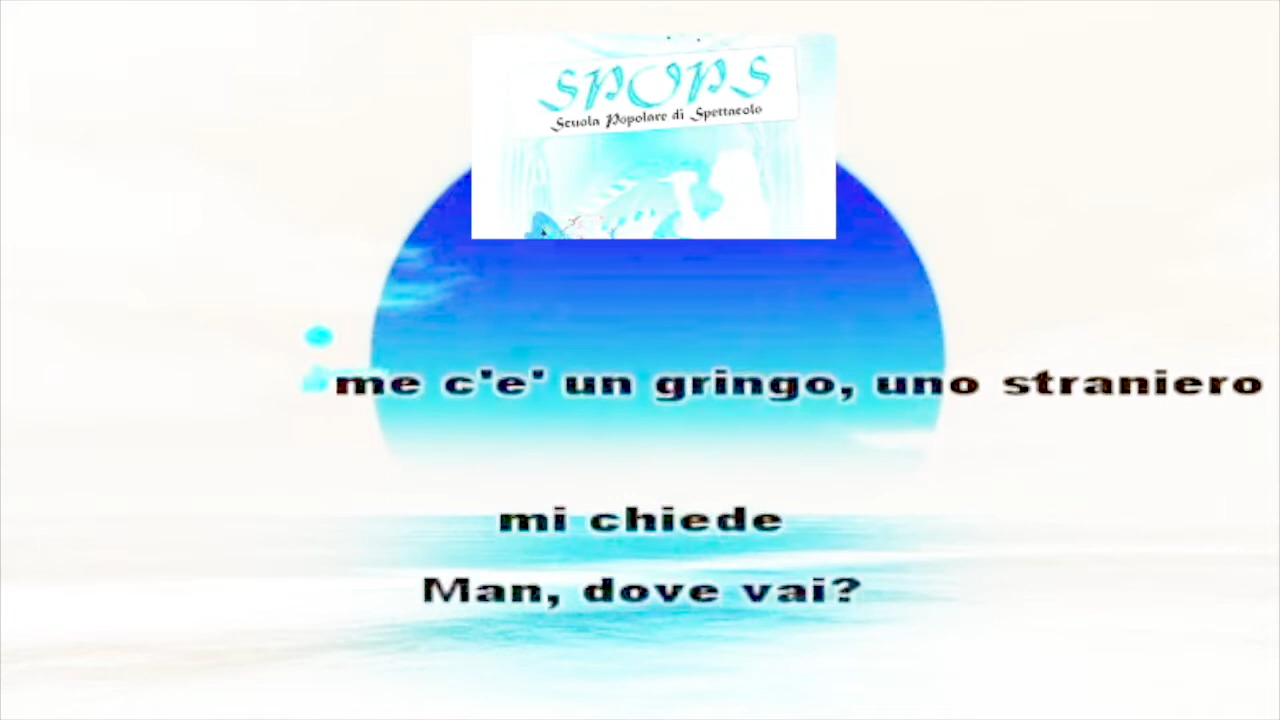 SPOPS
Scuola Popolare di Spettacolo
me c'e' un gringo, uno straniero
mi chiede
Man, dove vai?